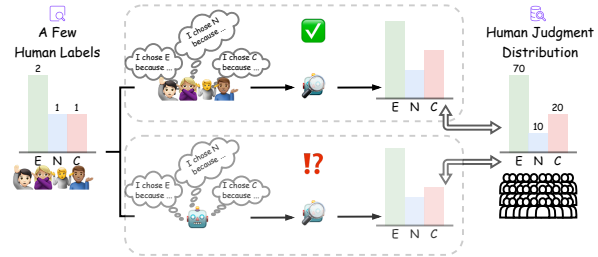 A Few
Human Labels
2
1
1
E N C
I chose N
because ...
I chose E
because ...
I chose C
because ...
E N C
⁉
I chose N
because ...
I chose E
because ...
I chose C
because ...
E N C
Human Judgment
Distribution
70
10
20
E N C